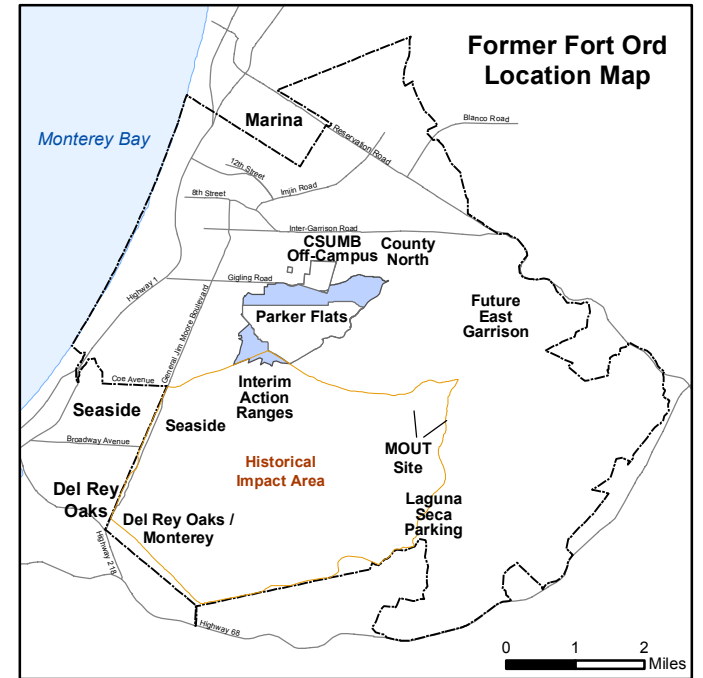 Former Fort Ord
Location Map
Marina
Monterey Bay
Blanco Road
Reservation Road
12th Street
Imjin Road
8th Street
Inter-Garrison Road
CSUMB
Off-Campus
County
North
Gigling Road
Highway 1
General Jim Moore Boulevard
Parker Flats
Future
East
Garrison
Coe Avenue
Interim
Action
Ranges
Seaside
Seaside
Broadway Avenue
MOUT
Site
Historical
Impact Area
Del Rey
Oaks
Laguna
Seca
Parking
Del Rey Oaks /
Monterey
Highway 218
Highway 68
0 1 2
Miles